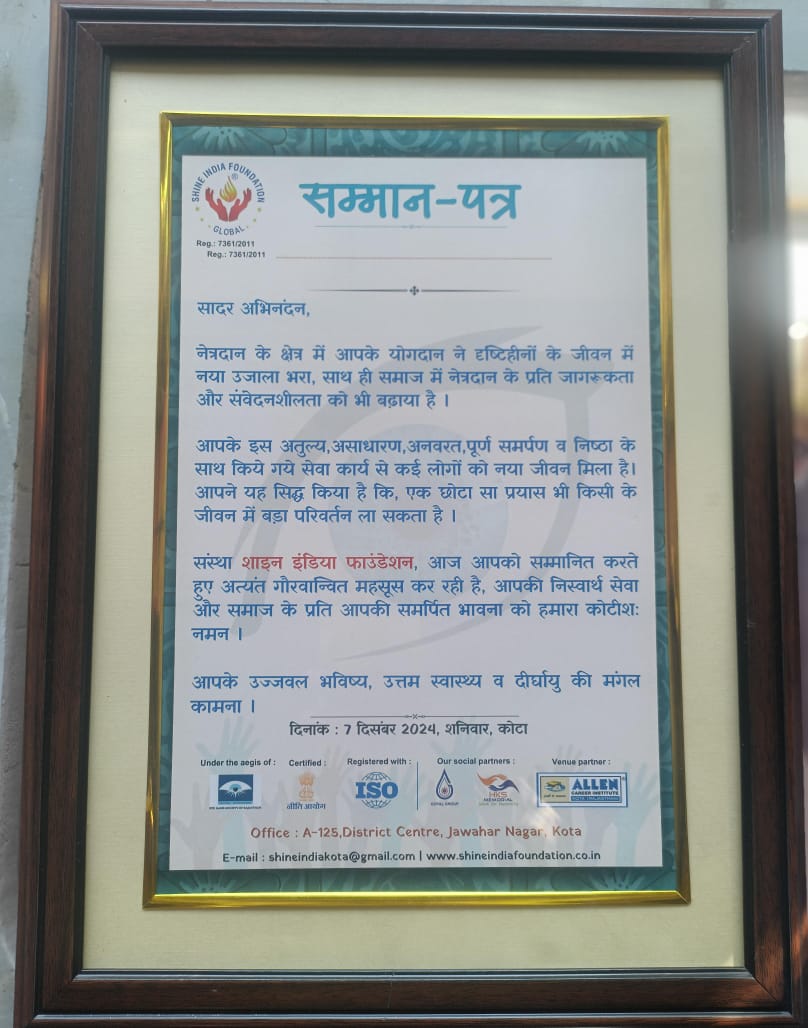 SHINE INDIA FOUNDATION
GLOBAL
Reg.: 7361/2011
Reg.: 7361/2011
सम्मान-पत्र
सादर अभिनंदन,
नेत्रदान के क्षेत्र में आपके योगदान ने दृष्टिहीनों के जीवन में
नया उजाला भरा, साथ ही समाज में नेत्रदान के प्रति जागरूकता
और संवेदनशीलता को भी बढ़ाया है ।
आपके इस अतुल्य,असाधारण,अनवरत,पूर्ण समर्पण व निष्ठा के
साथ किये गये सेवा कार्य से कई लोगों को नया जीवन मिला है।
आपने यह सिद्ध किया है कि, एक छोटा सा प्रयास भी किसी के
जीवन में बड़ा परिवर्तन ला सकता है ।
संस्था शाइन इंडिया फाउंडेशन, आज आपको सम्मानित करते
हुए अत्यंत गौरवान्वित महसूस कर रही है, आपकी निस्वार्थ सेवा
और समाज के प्रति आपकी समर्पित भावना को हमारा कोटीशः
नमन ।
आपके उज्जवल भविष्य, उत्तम स्वास्थ्य व दीर्घायु की मंगल
कामना ।
दिनांक : 7 दिसंबर 2024, शनिवार, कोटा
Under the aegis of : Certified : Registered with : Our social partners : Venue partner :
नीति आयोग
ISO
HKS
MEMORIAL
ALLEN
CAREER INSTITUTE
Office : A-125,District Centre, Jawahar Nagar, Kota
E-mail : shineindiakota@gmail.com | www.shineindiafoundation.co.in